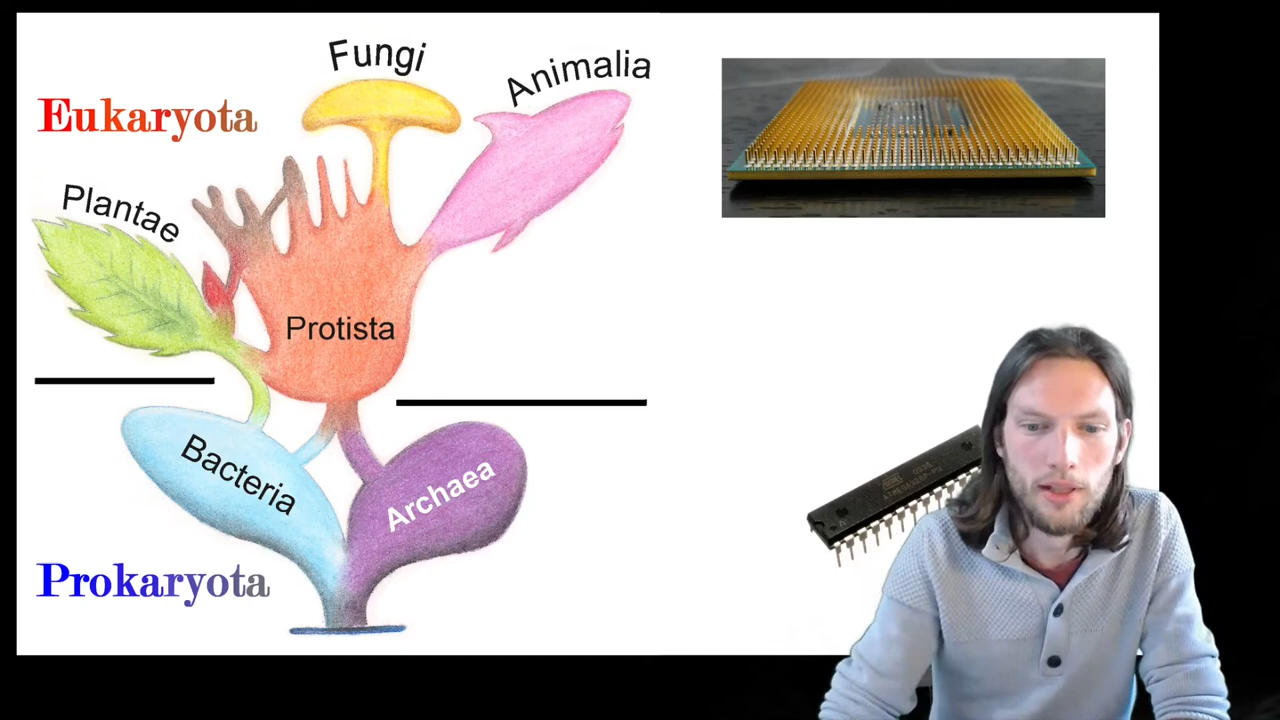 Fungi
Animalia
Eukaryota
Plantae
Protista
Bacteria
Archaea
Prokaryota